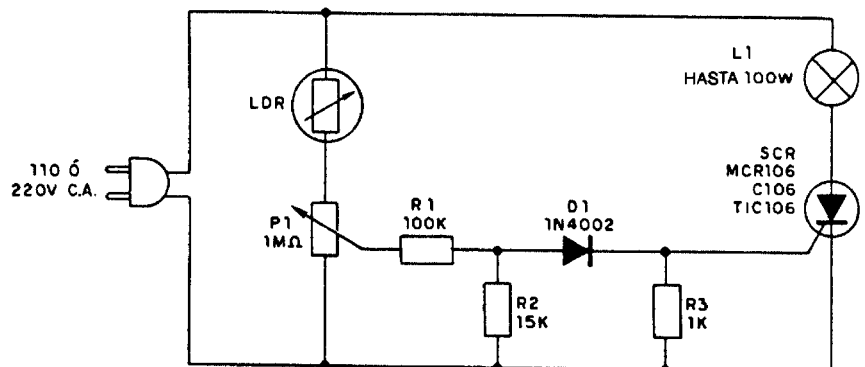 L1
HASTA 100W
LDR
110 ó
220V C.A.
SCR
MCR106
C106
TIC106
P1
1MΩ
R1
100K
D1
1N4002
R2
15K
R3
1K